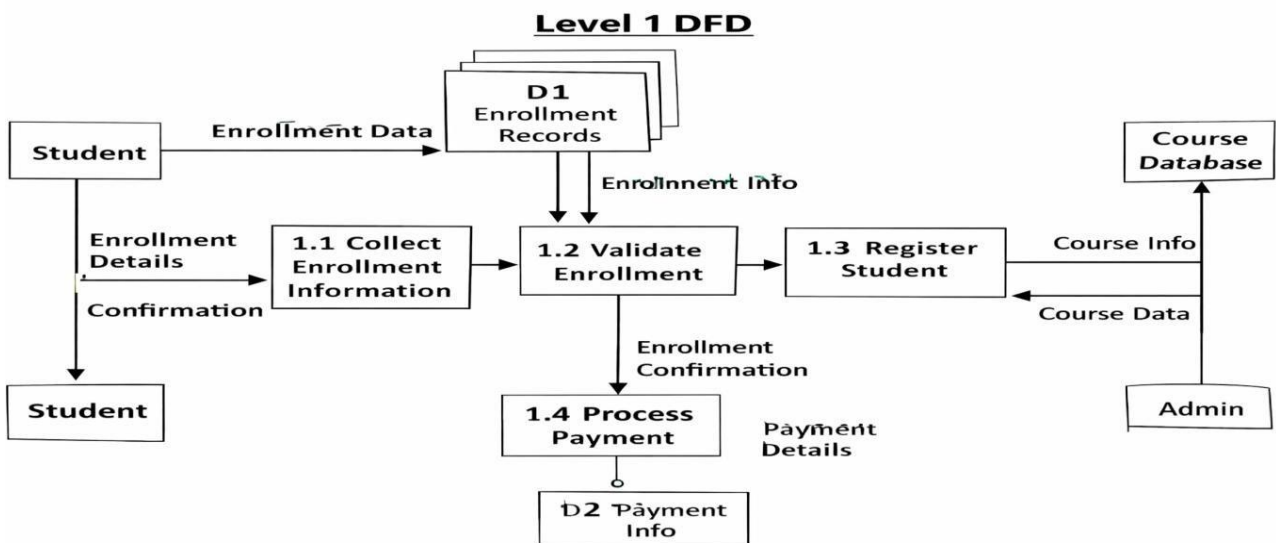 Level 1 DFD
D1
Enrollment
Records
Enrollment Data
Student
Course
Database
Enrolnnent Info
Enrollment
Details
1.1 Collect
Enrollment
Information
1.2 Validate
Enrollment
1.3 Register
Student
Course Info
Confirmation
Course Data
Enrollment
Confirmation
Student
1.4 Process
Payment
Payment
Details
Admin
D2 Payment
Info